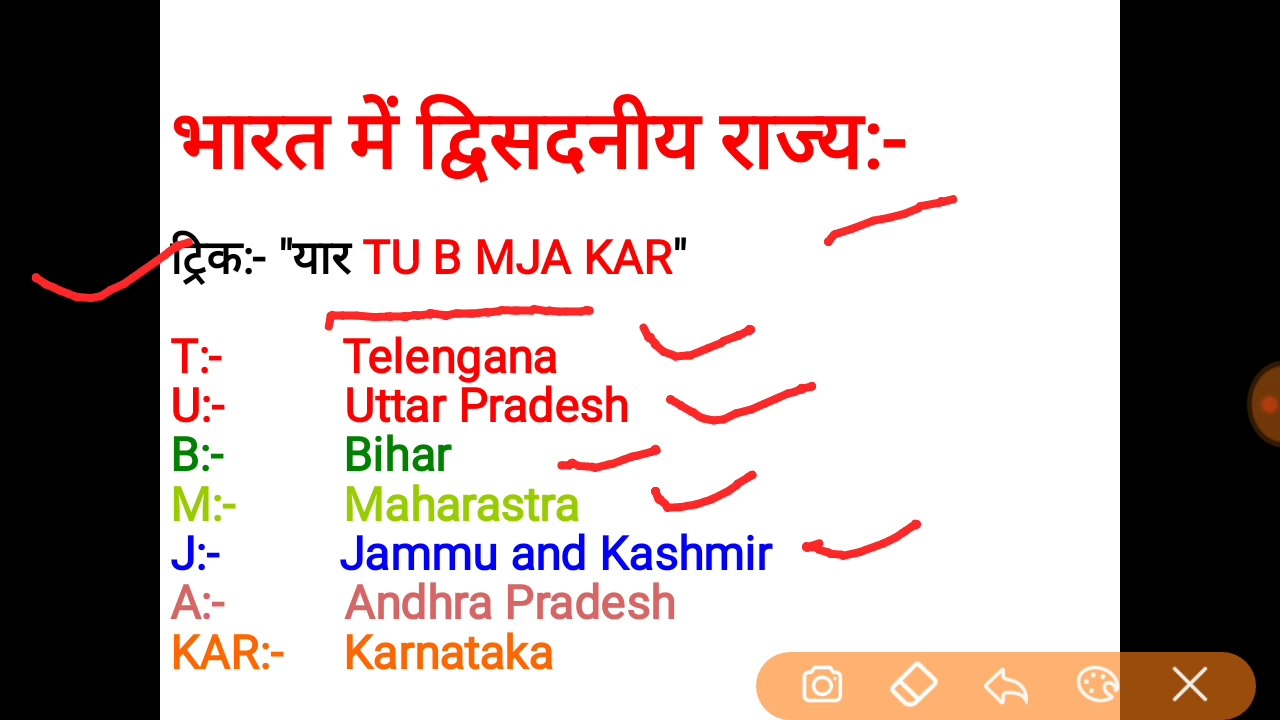 भारत में द्विसदनीय राज्य:-
ट्रिक:- "यार TU B MJA KAR"
T:- Telengana
U:- Uttar Pradesh
B:- Bihar
M:- Maharastra
J:- Jammu and Kashmir
A:- Andhra Pradesh
KAR:- Karnataka